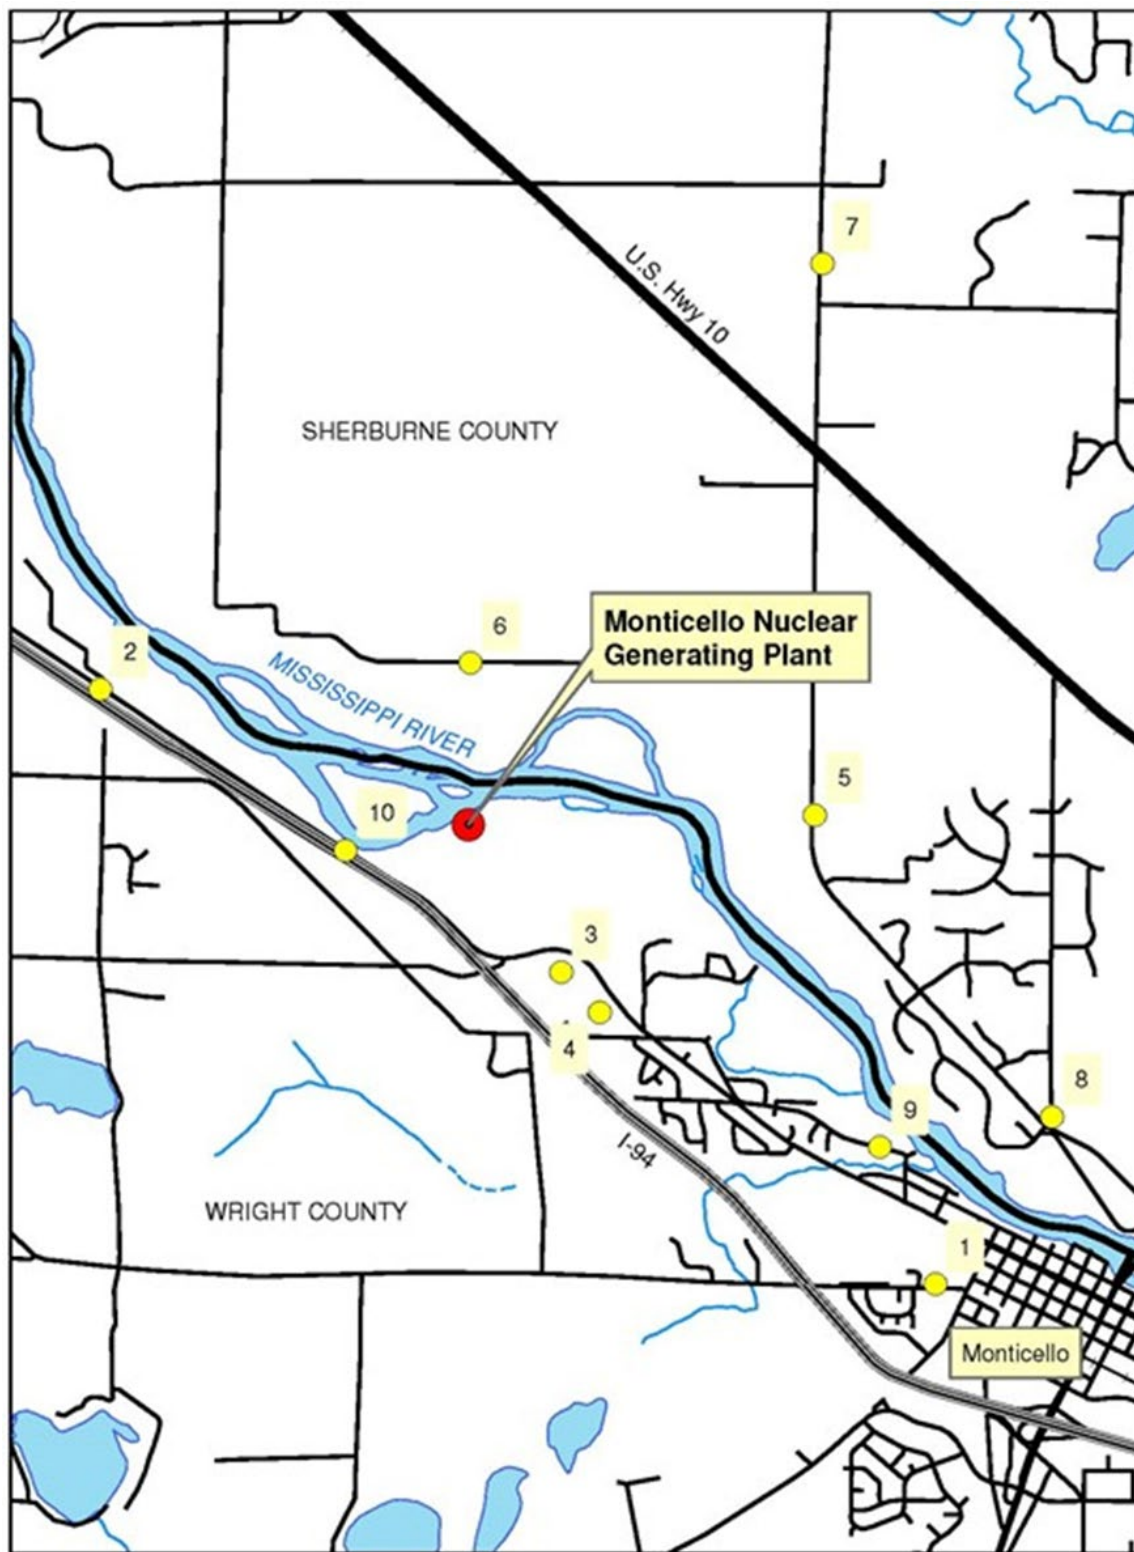 7
U.S. Hwy 10
SHERBURNE COUNTY
6
Monticello Nuclear
Generating Plant
2
MISSISSIPPI RIVER
5
10
3
4
8
9
I-94
WRIGHT COUNTY
1
Monticello